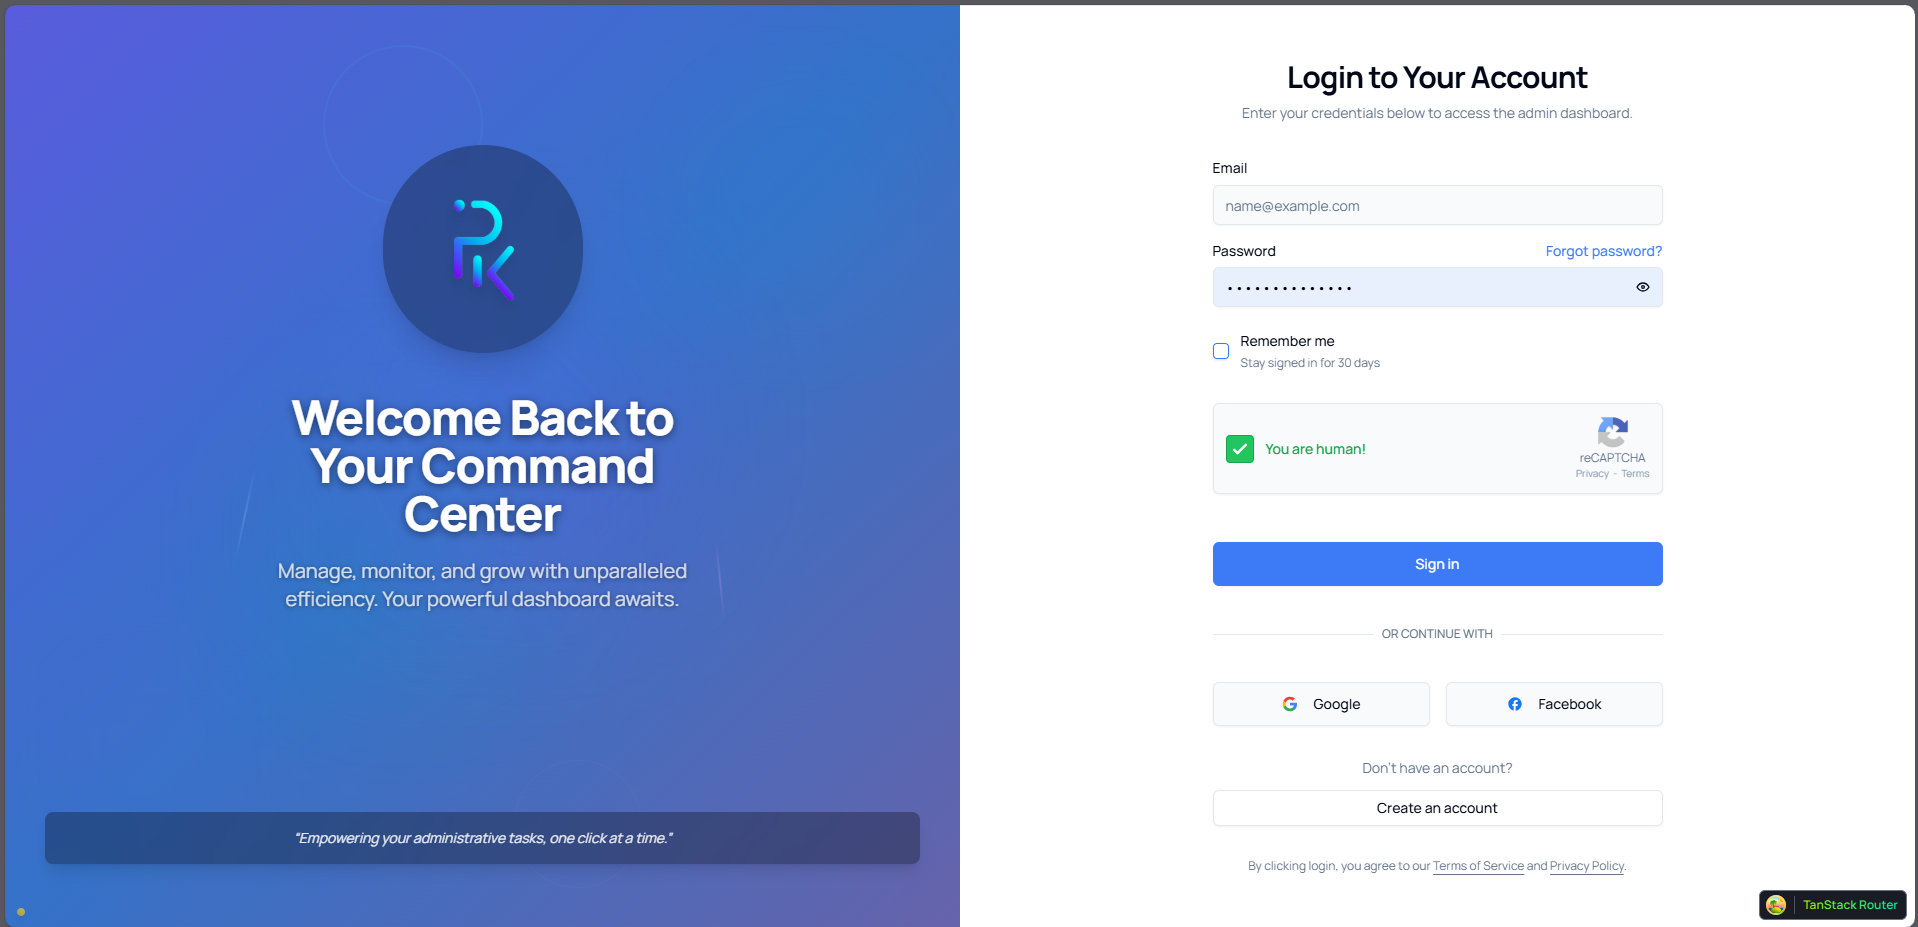 PK
Welcome Back to
Your Command
Center
Manage, monitor, and grow with unparalleled
efficiency. Your powerful dashboard awaits.
"Empowering your administrative tasks, one click at a time."
Login to Your Account
Enter your credentials below to access the admin dashboard.
Email
name@example.com
Password Forgot password?
••••••••••••••
Remember me
Stay signed in for 30 days
You are human!
reCAPTCHA
Privacy - Terms
Sign in
OR CONTINUE WITH
Google Facebook
Don't have an account?
Create an account
By clicking login, you agree to our Terms of Service and Privacy Policy.
TanStack Router